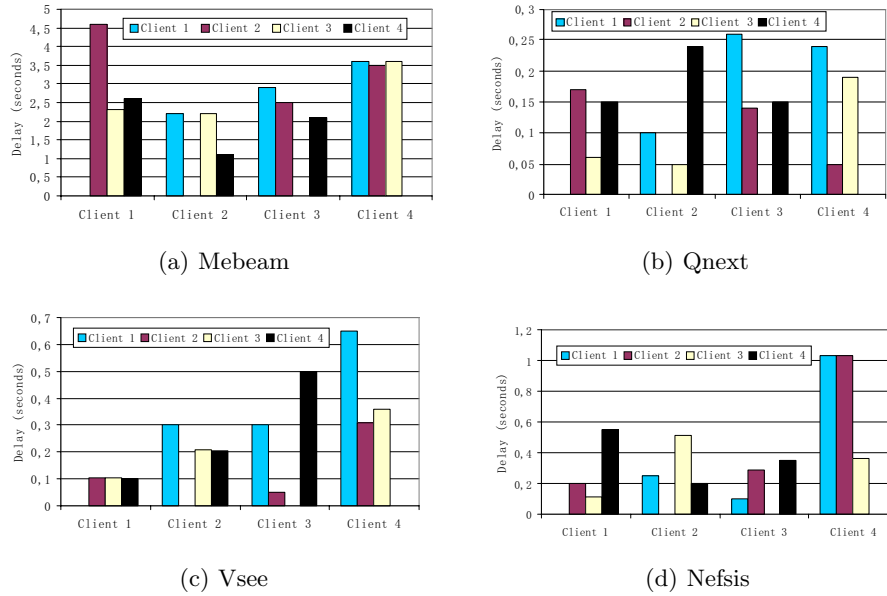 5
4,5
4
3,5
3
2,5
2
1,5
1
0,5
0
Delay (seconds)
Client 1 Client 2 Client 3 Client 4
Client 1 Client 2 Client 3 Client 4
(a) Mebeam
0,3
0,25
0,2
0,15
0,1
0,05
0
Delay (seconds)
Client 1 Client 2 Client 3 Client 4
Client 1 Client 2 Client 3 Client 4
(b) Qnext
0,7
0,6
0,5
0,4
0,3
0,2
0,1
0
Delay (seconds)
Client 1 Client 2 Client 3 Client 4
Client 1 Client 2 Client 3 Client 4
(c) Vsee
1,2
1
0,8
0,6
0,4
0,2
0
Delay (seconds)
Client 1 Client 2 Client 3 Client 4
Client 1 Client 2 Client 3 Client 4
(d) Nefsis